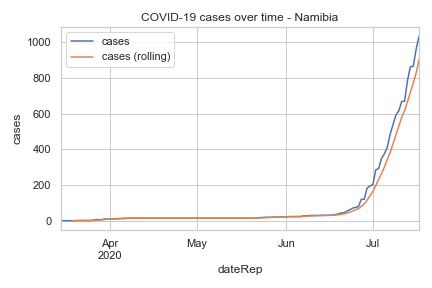 COVID-19 cases over time - Namibia
cases
cases (rolling)
cases
1000
800
600
400
200
0
Apr
2020
May
Jun
Jul
dateRep